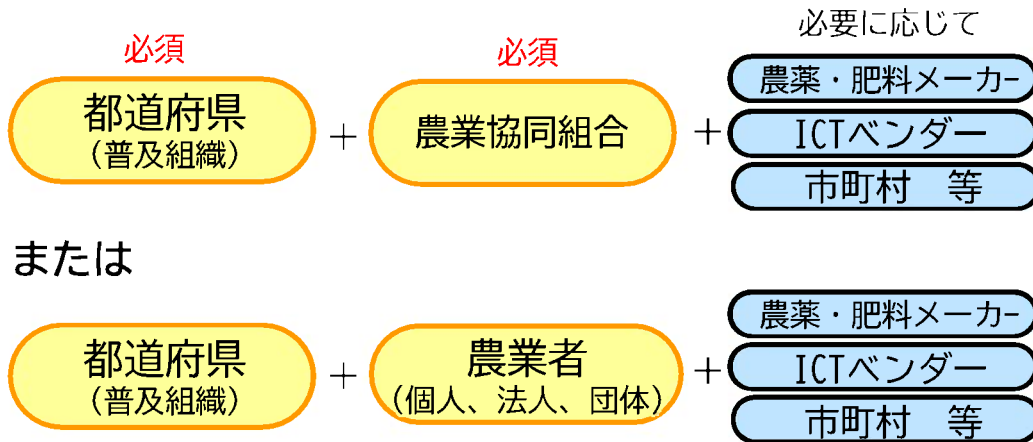 必須
必須
必要に応じて
都道府県
(普及組織)
+
農業協同組合
+
農薬・肥料メーカー
ICTベンダー
市町村 等
または
都道府県
(普及組織)
+
農業者
(個人、法人、団体)
+
農薬・肥料メーカー
ICTベンダー
市町村 等